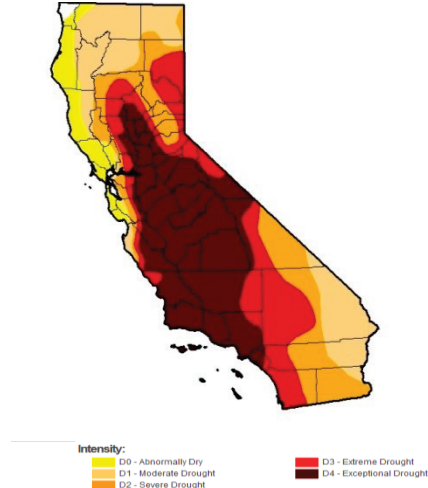 Intensity:
D0 - Abnormally Dry
D1 - Moderate Drought
D2 - Severe Drought
D3 - Extreme Drought
D4 - Exceptional Drought